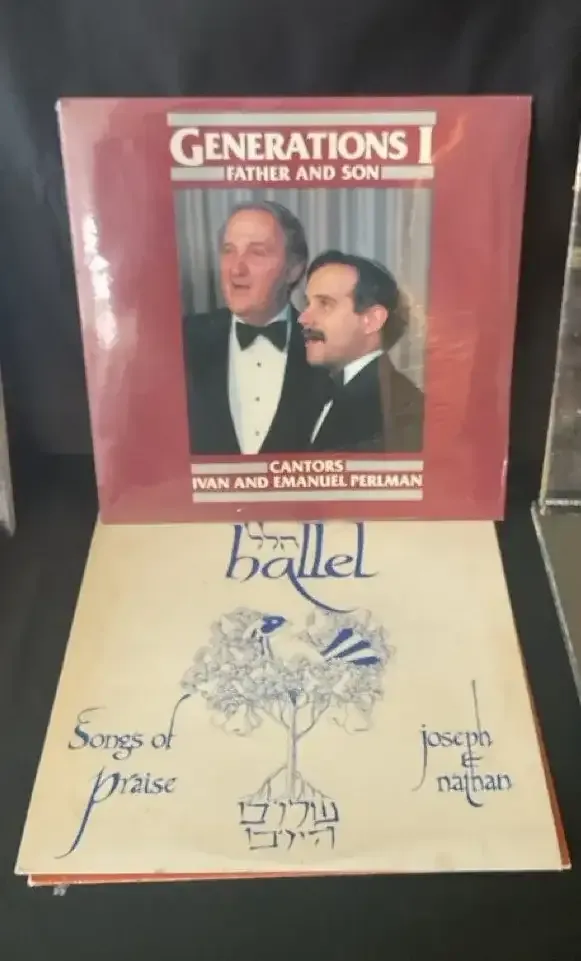 GENERATIONS I
FATHER AND SON
CANTORS
IVAN AND EMANUEL PERLMAN
הלל
hallel
Songs of
praise
joseph
&
nathan